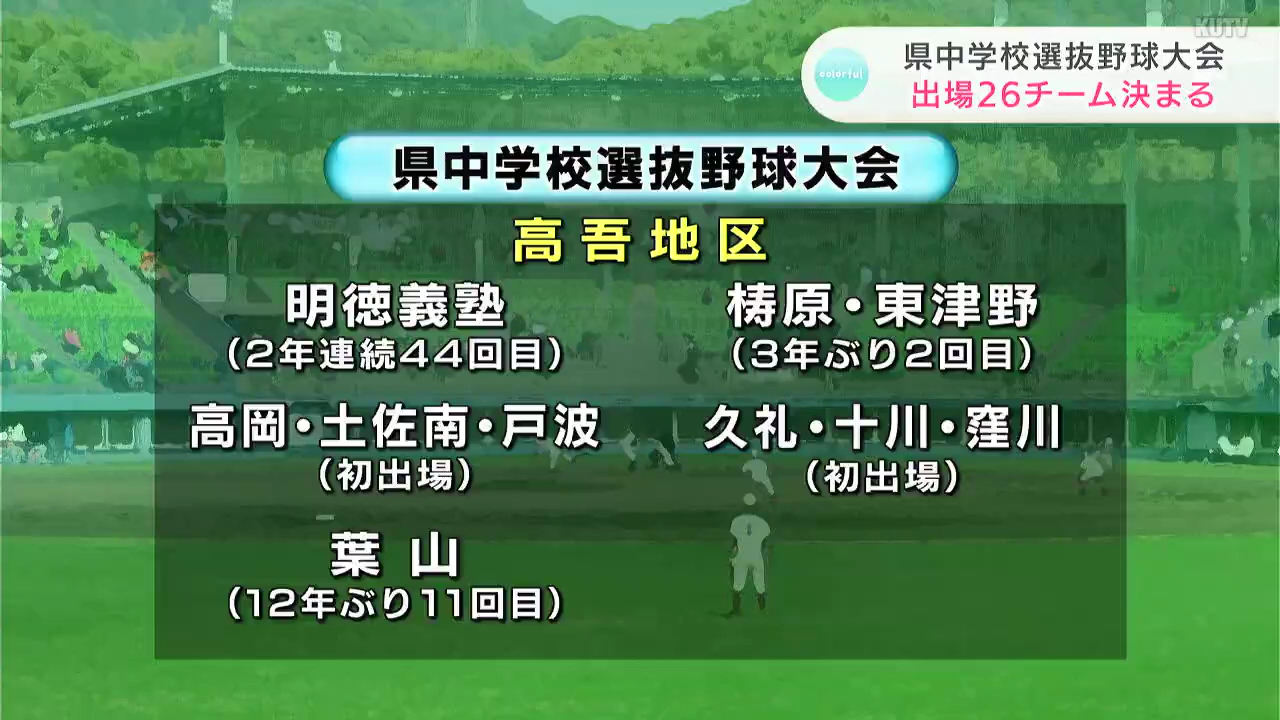 KUTV
colorful
県中学校選抜野球大会
出場26チーム決まる
県中学校選抜野球大会
高吾地区
明徳義塾
（2年連続44回目）
梼原・東津野
（3年ぶり2回目）
高岡・土佐南・戸波
（初出場）
久礼・十川・窪川
（初出場）
葉山
（12年ぶり11回目）